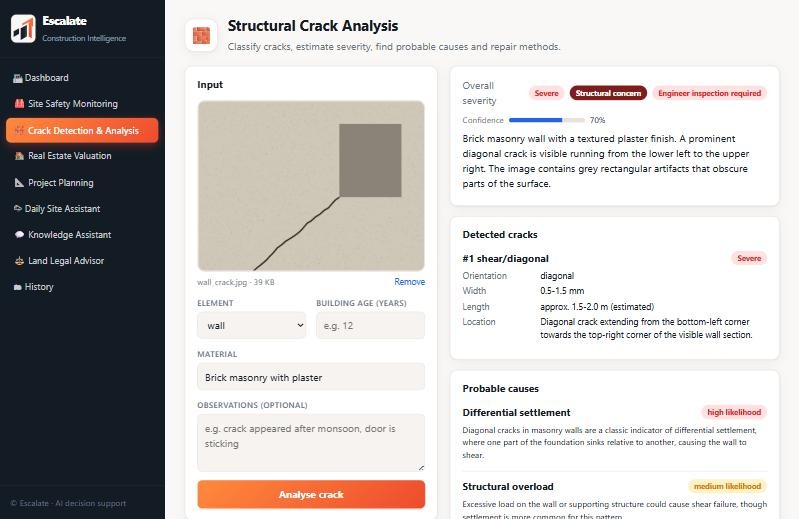 Escalate
Construction Intelligence
Dashboard
Site Safety Monitoring
Crack Detection & Analysis
Real Estate Valuation
Project Planning
Daily Site Assistant
Knowledge Assistant
Land Legal Advisor
History
© Escalate · AI decision support
Structural Crack Analysis
Classify cracks, estimate severity, find probable causes and repair methods.
Input
wall_crack.jpg · 39 KB
Remove
ELEMENT
BUILDING AGE (YEARS)
wall
e.g. 12
MATERIAL
Brick masonry with plaster
OBSERVATIONS (OPTIONAL)
e.g. crack appeared after monsoon, door is
sticking
Analyse crack
Overall
severity
Severe
Structural concern
Engineer inspection required
Confidence
70%
Brick masonry wall with a textured plaster finish. A prominent
diagonal crack is visible running from the lower left to the upper
right. The image contains grey rectangular artifacts that obscure
parts of the surface.
Detected cracks
#1 shear/diagonal
Severe
Orientation diagonal
Width 0.5-1.5 mm
Length approx. 1.5-2.0 m (estimated)
Location Diagonal crack extending from the bottom-left corner
towards the top-right corner of the visible wall section.
Probable causes
Differential settlement
high likelihood
Diagonal cracks in masonry walls are a classic indicator of differential settlement,
where one part of the foundation sinks relative to another, causing the wall to
shear.
Structural overload
medium likelihood
Excessive load on the wall or supporting structure could cause shear failure, though
settlement is more common for this pattern.